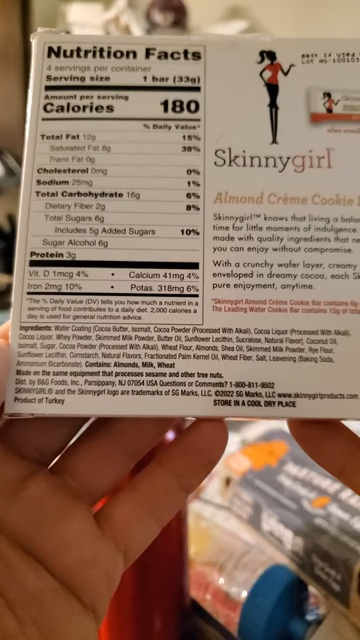 Nutrition Facts
4 servings per container
Serving size 1 bar (33g)
Amount per serving
Calories 180
% Daily Value*
Total Fat 12g 15%
Saturated Fat 8g 38%
Trans Fat 0g
Cholesterol 0mg 0%
Sodium 25mg 1%
Total Carbohydrate 16g 6%
Dietary Fiber 2g 8%
Total Sugars 6g
Includes 5g Added Sugars 10%
Sugar Alcohol 6g
Protein 3g
Vit. D 1mcg 4% • Calcium 41mg 4%
Iron 2mg 10% • Potas. 318mg 6%
*The % Daily Value (DV) tells you how much a nutrient in a
serving of food contributes to a daily diet. 2,000 calories a
day is used for general nutrition advice
Ingredients: Wafer Coating [Cocoa Butter, Isomalt, Cocoa Powder (Processed With Alkali), Cocoa Liquor (Processed With Alkali),
Cocoa Liquor, Whey Powder, Skimmed Milk Powder, Butter Oil, Sunflower Lecithin, Sucralose, Natural Flavor], Coconut Oil,
Isomalt, Sugar, Cocoa Powder (Processed With Alkali), Wheat Flour, Almonds, Shea Oil, Skimmed Milk Powder, Rye Flour,
Sunflower Lecithin, Cornstarch, Natural Flavors, Fractionated Palm Kernel Oil, Wheat Fiber, Salt, Leavening (Baking Soda,
Ammonium Bicarbonate). Contains: Almonds, Milk, Wheat
Made on the same equipment that processes sesame and other tree nuts.
Dist. by B&G Foods, Inc., Parsippany, NJ 07054 USA Questions or Comments? 1-800-811-9502
SKINNYGIRL® and the Skinnygirl logo are trademarks of SG Marks, LLC. ©2022 SG Marks, LLC www.skinnygirlproducts.com
Product of Turkey STORE IN A COOL DRY PLACE
Skinnygirl
Almond Crème Cookie
Skinnygirl™ knows that living a
time for little moments of indulgence
made with quality ingredients that
you can enjoy without compromise.
With a crunchy wafer layer, creamy
enveloped in dreamy cocoa, each
pure enjoyment, anytime.
*Skinnygirl Almond Crème Cookie Bar contains 6g
The Leading Wafer Bar contains 15g of